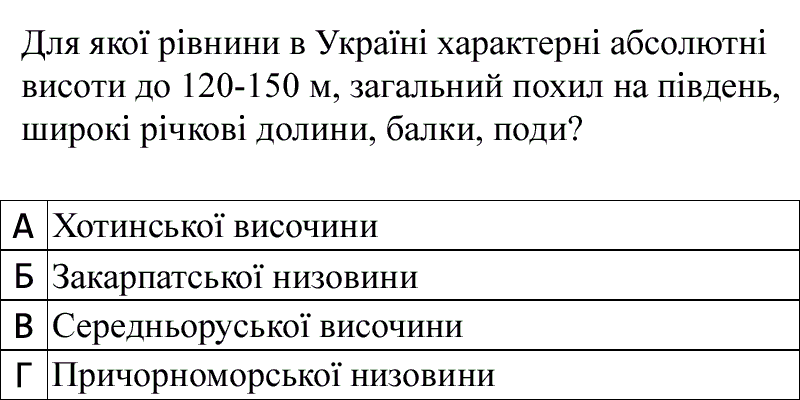 Для якої рівнини в Україні характерні абсолютні
висоти до 120-150 м, загальний похил на південь,
широкі річкові долини, балки, поди?
А Хотинської височини
Б Закарпатської низовини
В Середньоруської височини
Г Причорноморської низовини